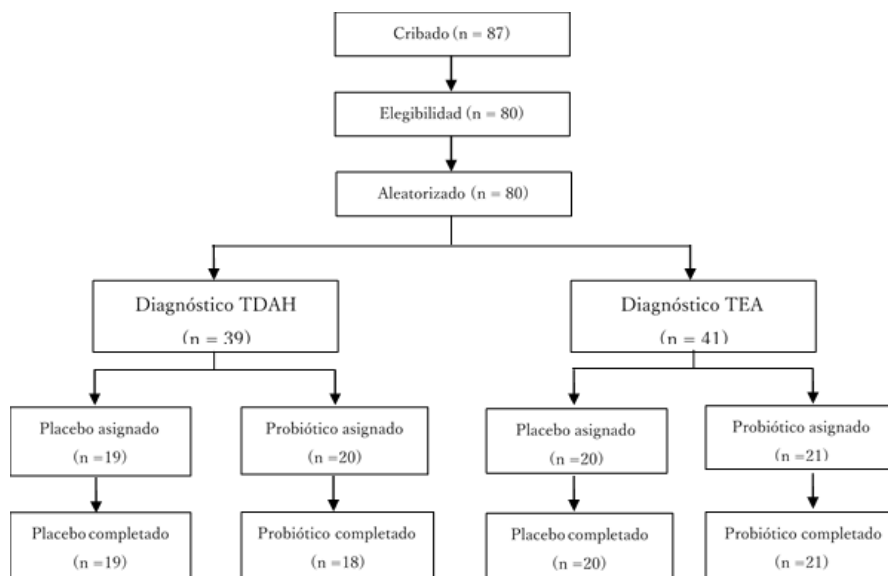 Cribado (n = 87)
Elegibilidad (n = 80)
Aleatorizado (n = 80)
Diagnóstico TDAH
(n = 39)
Diagnóstico TEA
(n = 41)
Placebo asignado
(n =19)
Probiótico asignado
(n =20)
Placebo asignado
(n =20)
Probiótico asignado
(n =21)
Placebo completado
(n =19)
Probiótico completado
(n =18)
Placebo completado
(n =20)
Probiótico completado
(n =21)